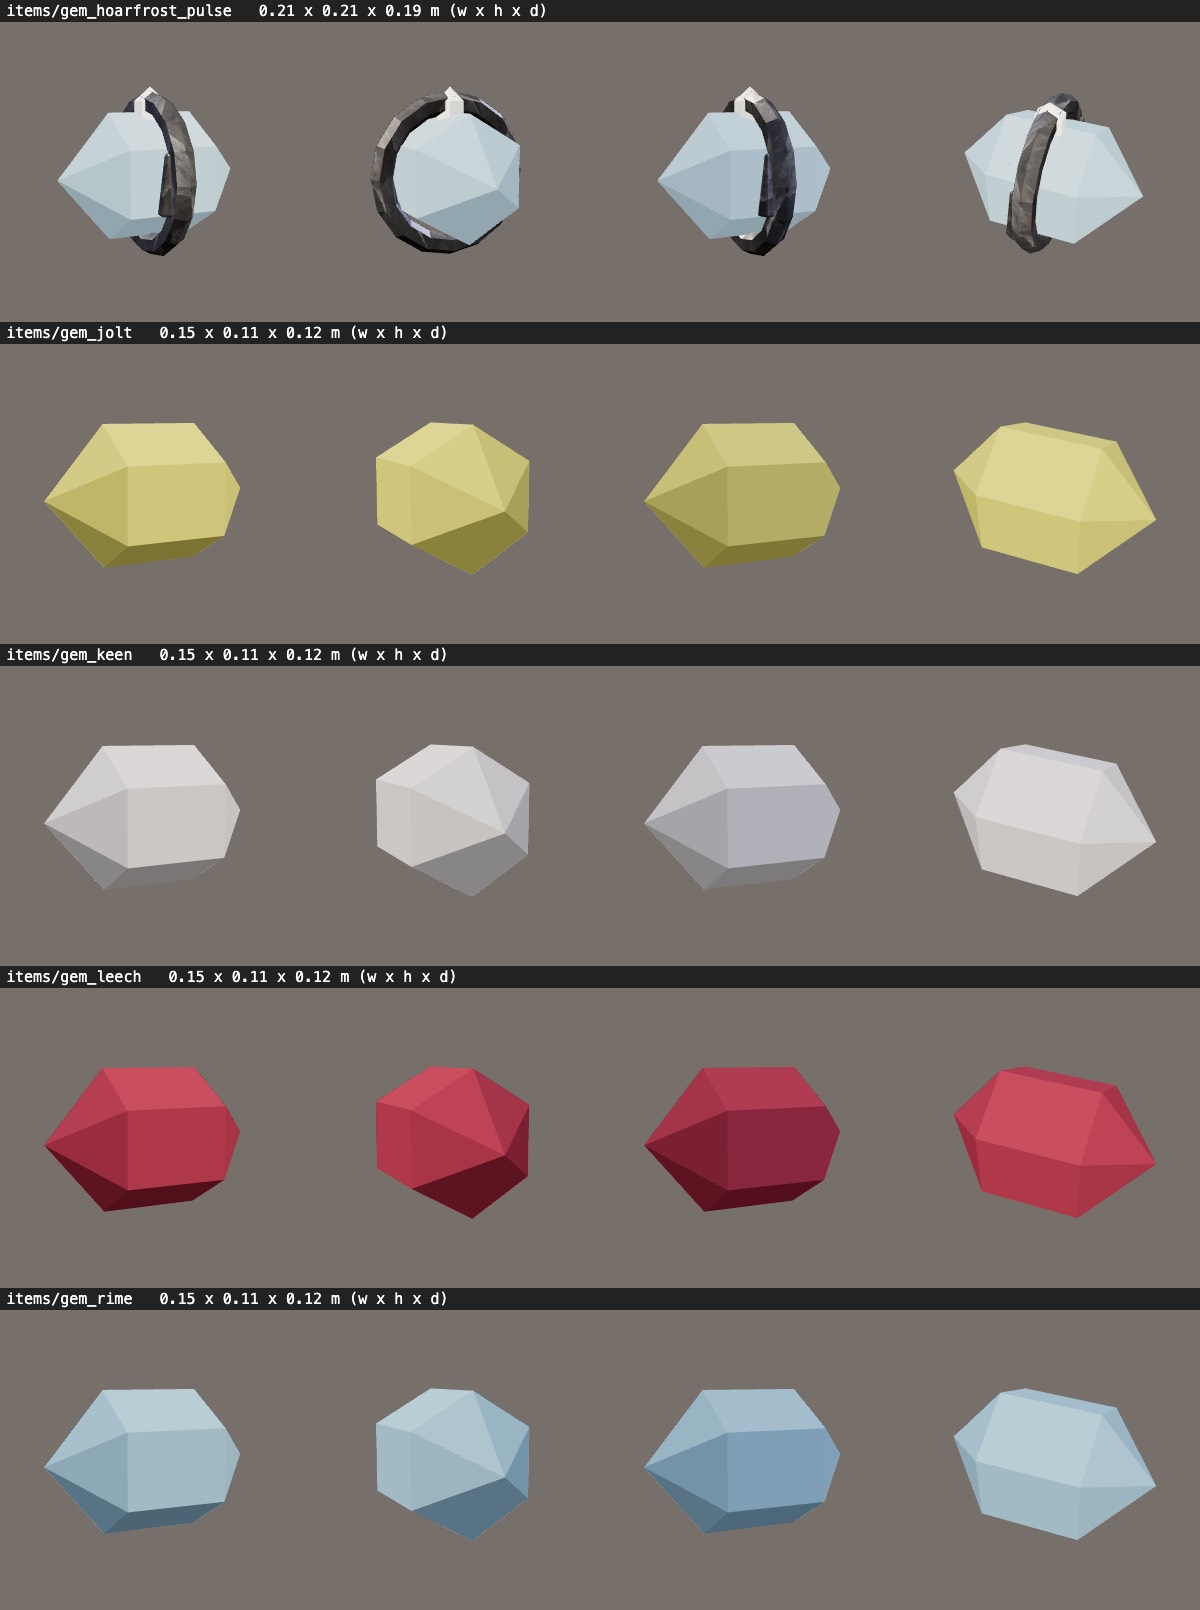 items/gem_hoarfrost_pulse   0.21 x 0.21 x 0.19 m (w x h x d)
items/gem_jolt   0.15 x 0.11 x 0.12 m (w x h x d)
items/gem_keen   0.15 x 0.11 x 0.12 m (w x h x d)
items/gem_leech   0.15 x 0.11 x 0.12 m (w x h x d)
items/gem_rime   0.15 x 0.11 x 0.12 m (w x h x d)